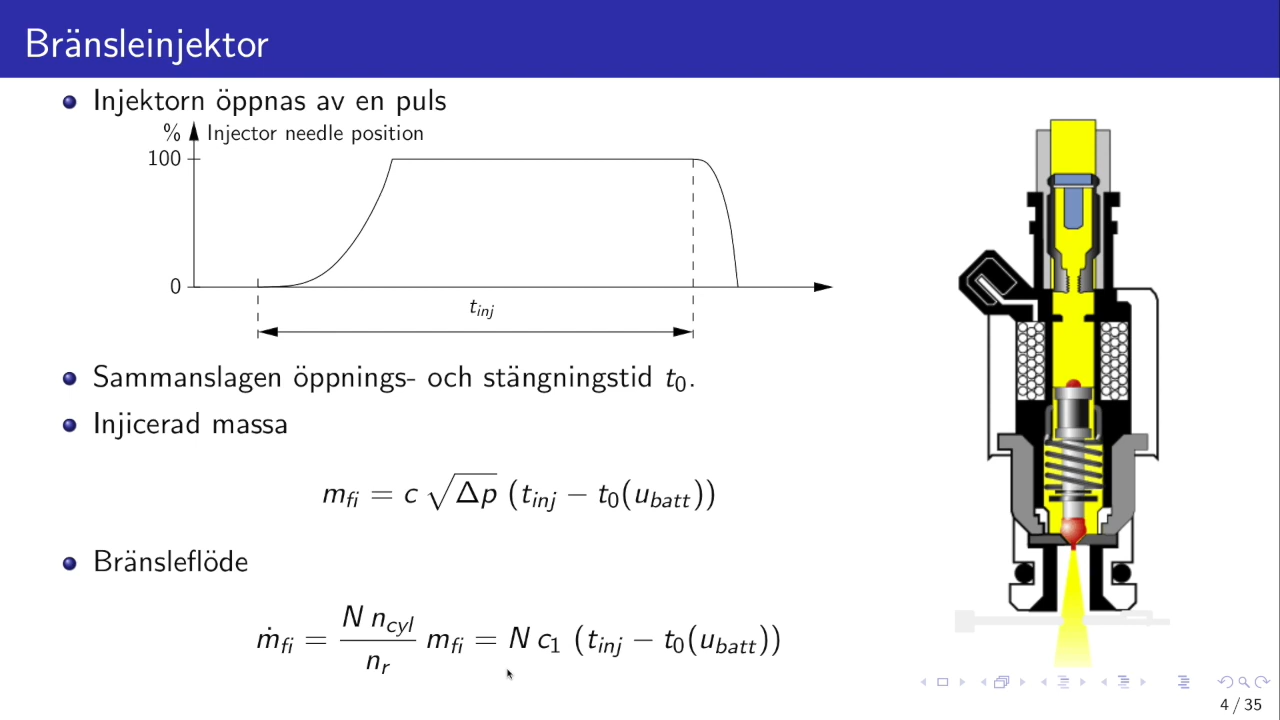 Bränsleinjektor
Injektorn öppnas av en puls
% Injector needle position
100
0
t_inj
Sammanslagen öppnings- och stängningstid t_0.
Injicerad massa
m_fi = c √Δp (t_inj − t_0(u_batt))
Bränsleflöde
ṁ_fi = (N n_cyl / n_r) m_fi = N c_1 (t_inj − t_0(u_batt))
4 / 35